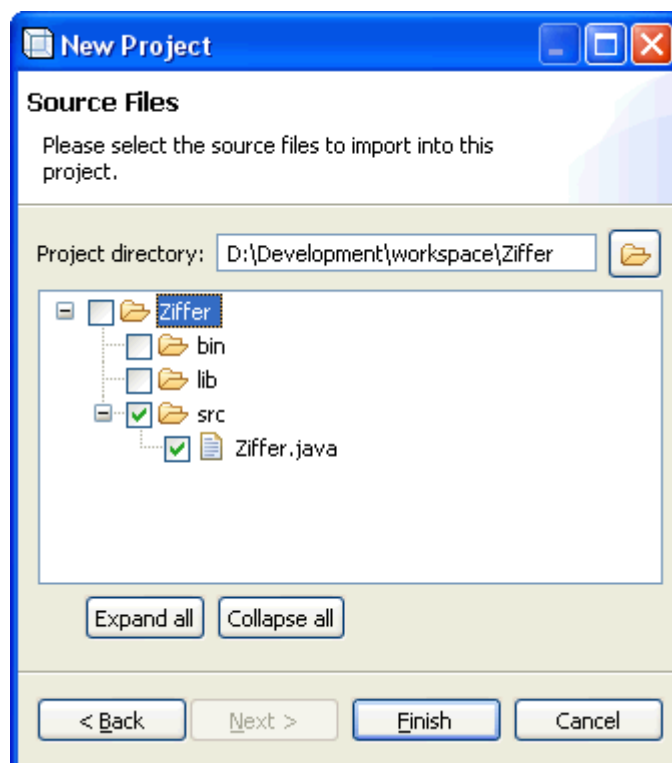 New Project
Source Files
Please select the source files to import into this
project.
Project directory: D:\Development\workspace\Ziffer
Ziffer
bin
lib
src
Ziffer.java
Expand all Collapse all
< Back Next > Finish Cancel